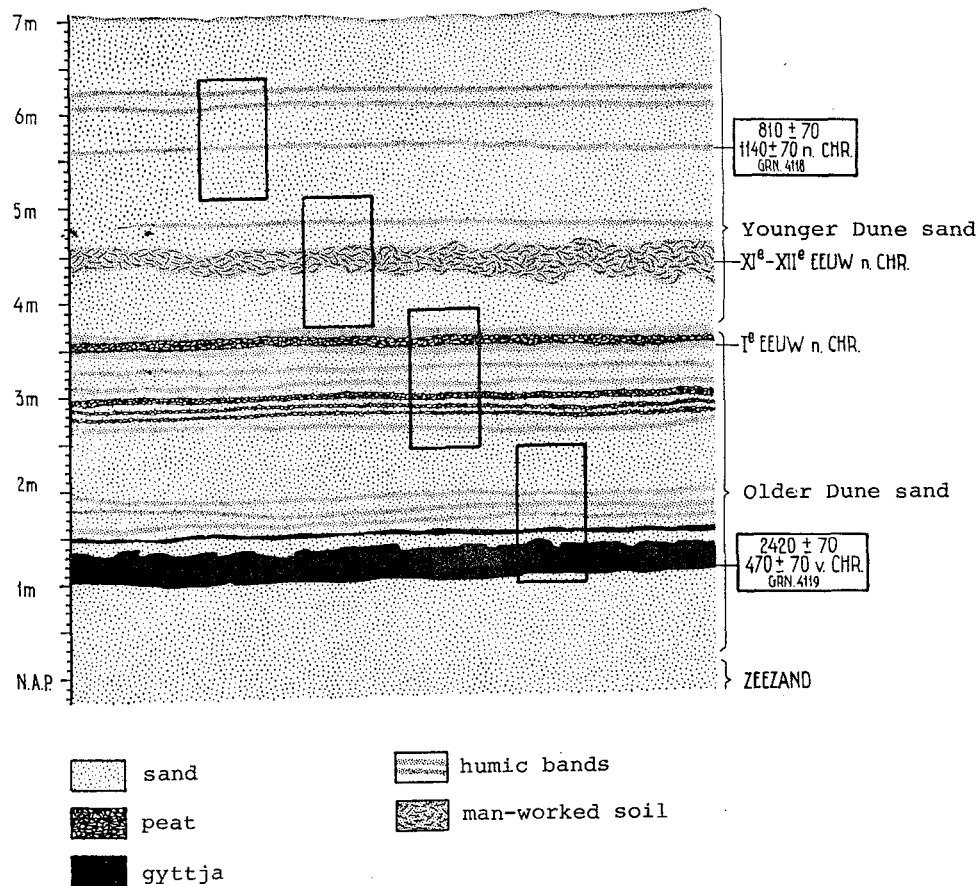 7m
6m
5m
4m
3m
2m
1m
N.A.P.
810 ± 70
1140 ± 70 n. CHR.
GRN. 4118
Younger Dune sand
XIe-XIIe EEUW n. CHR.
Ie EEUW n. CHR.
Older Dune sand
2420 ± 70
470 ± 70 v. CHR.
GRN. 4119
ZEEZAND
sand
peat
gyttja
humic bands
man-worked soil